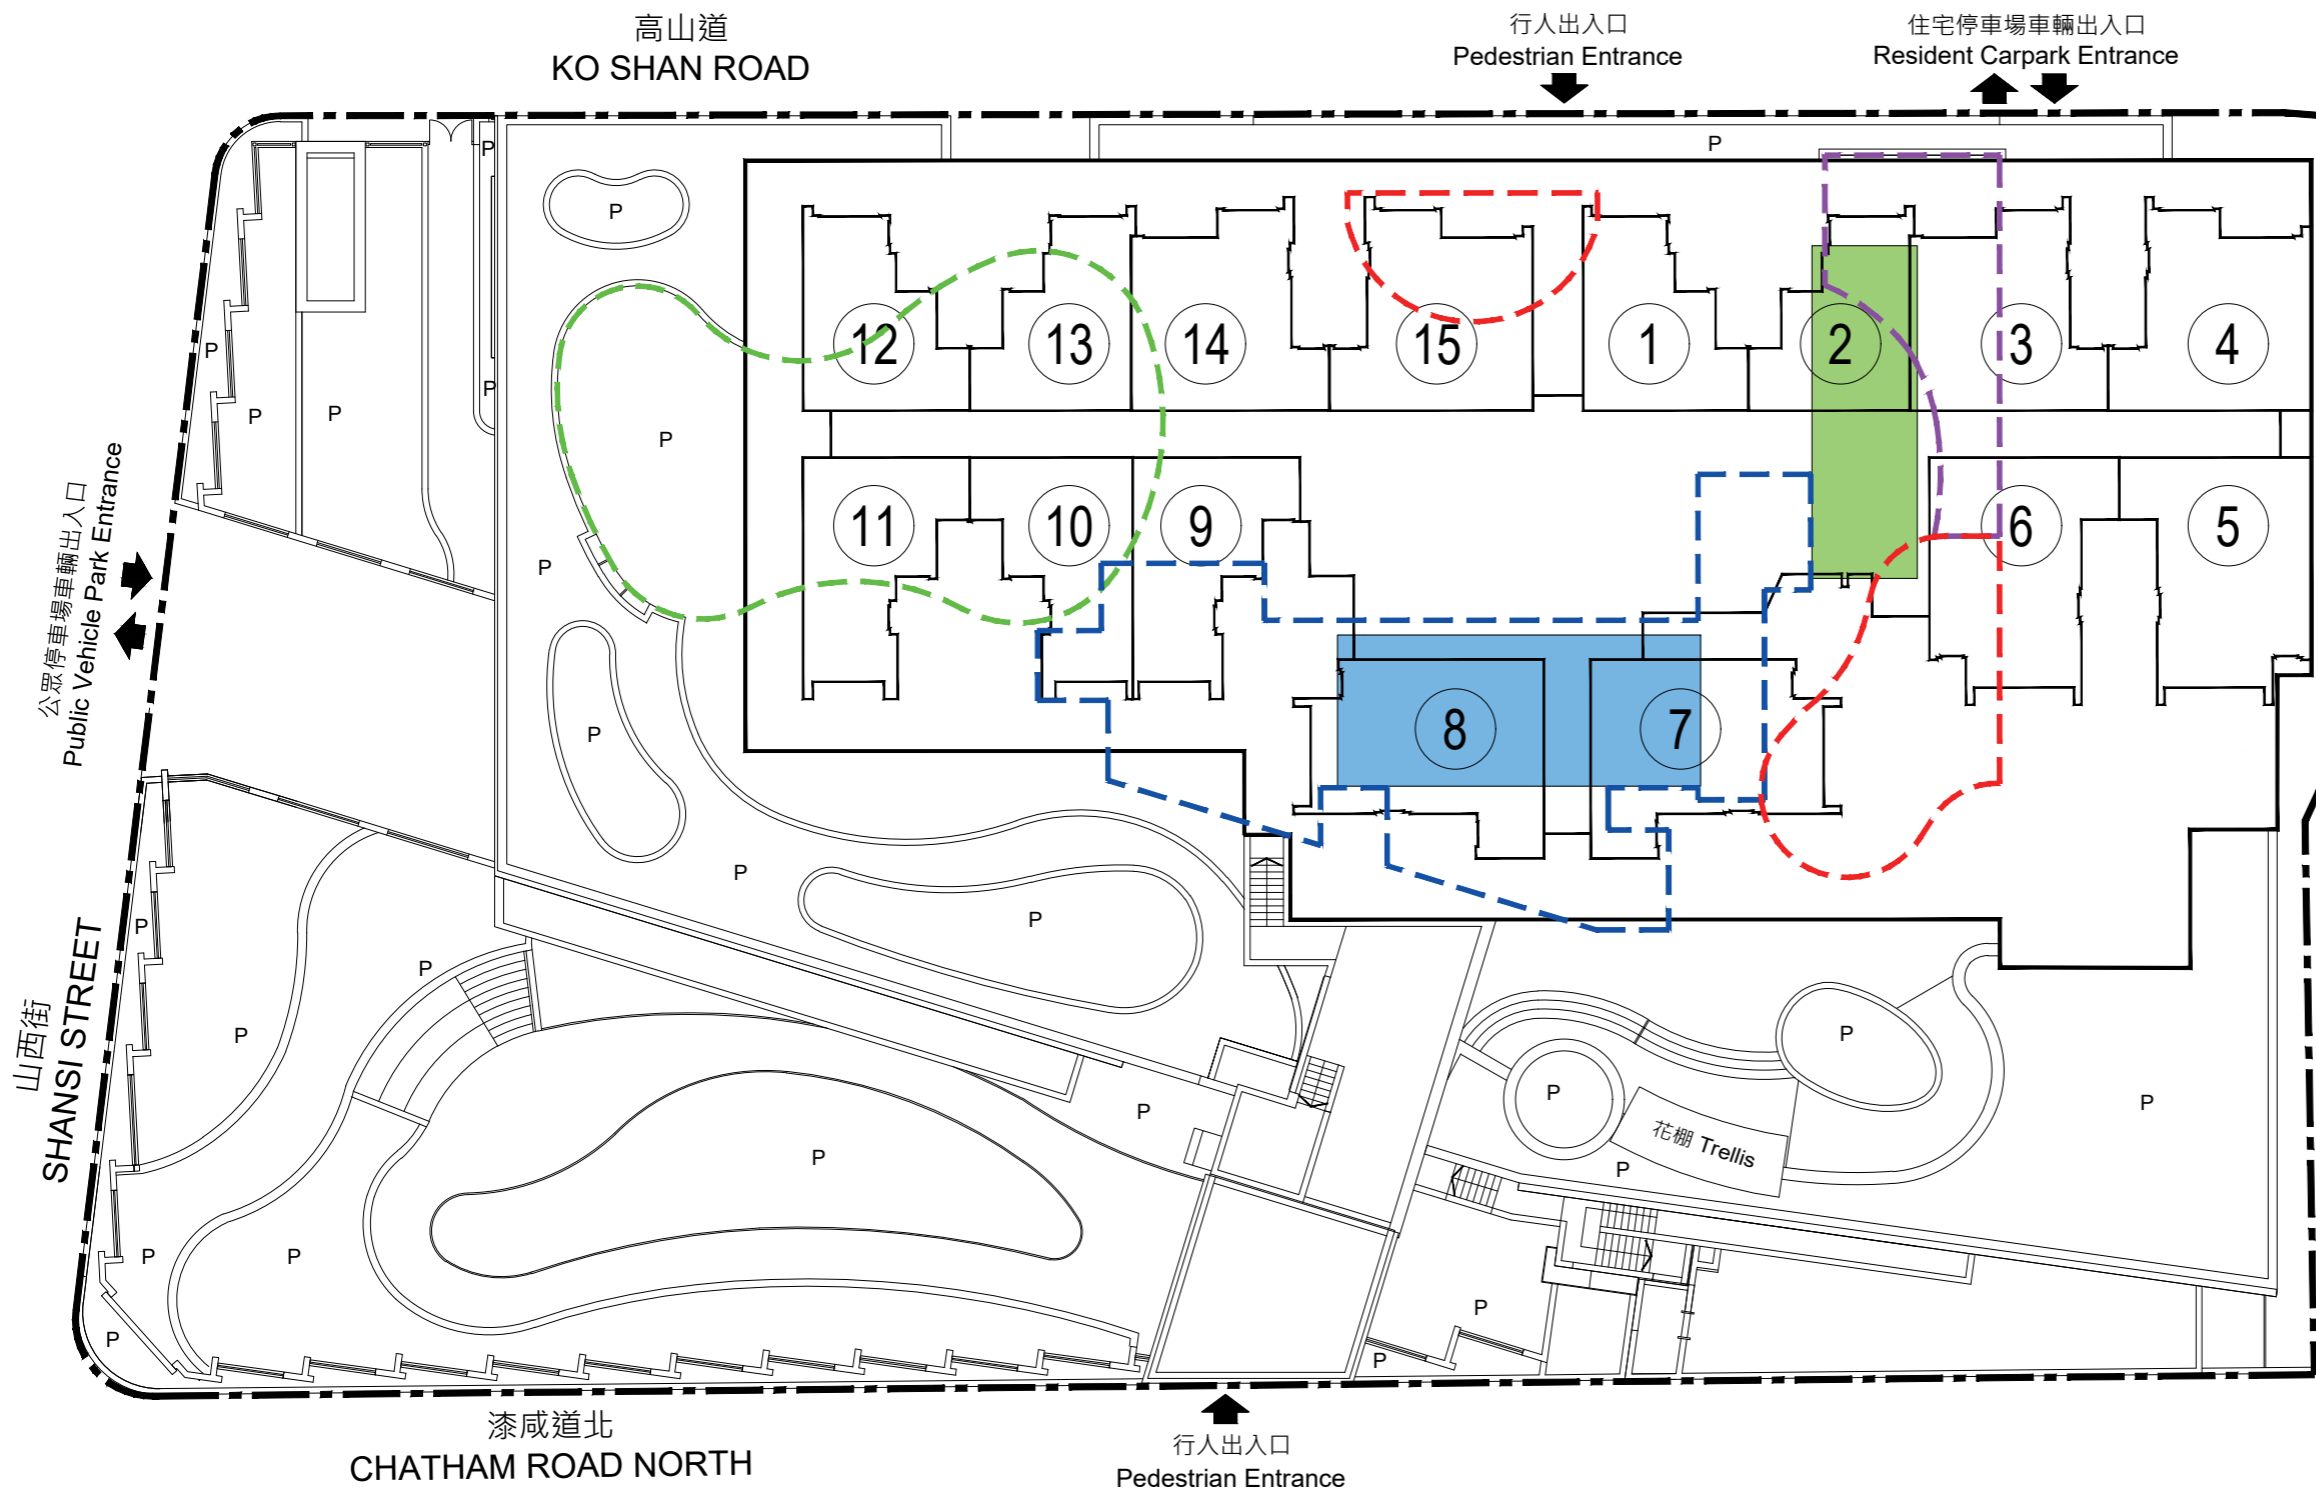 高山道
KO SHAN ROAD
行人出入口
Pedestrian Entrance
住宅停車場車輛出入口
Resident Carpark Entrance
P
P
P
12
13
14
15
1
2
3
4
P
P
P
P
P
公眾停車場車輛出入口
Public Vehicle Park Entrance
11
10
9
6
5
P
8
7
P
P
P
P
P
山西街
SHANSI STREET
P
P
P
P
P
花棚 Trellis
P
P
P
P
P
P
P
P
漆咸道北
CHATHAM ROAD NORTH
行人出入口
Pedestrian Entrance